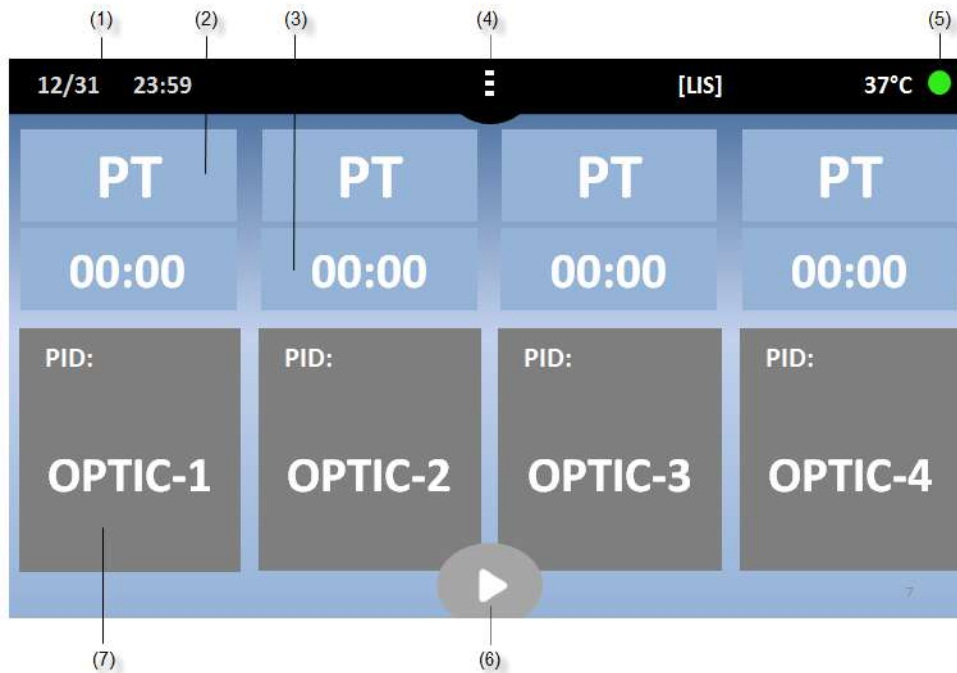 (1) (2) (3) (4) (5)
12/31 23:59 [LIS] 37°C
PT PT PT PT
00:00 00:00 00:00 00:00
PID: PID: PID: PID:
OPTIC-1 OPTIC-2 OPTIC-3 OPTIC-4
7
(7) (6)